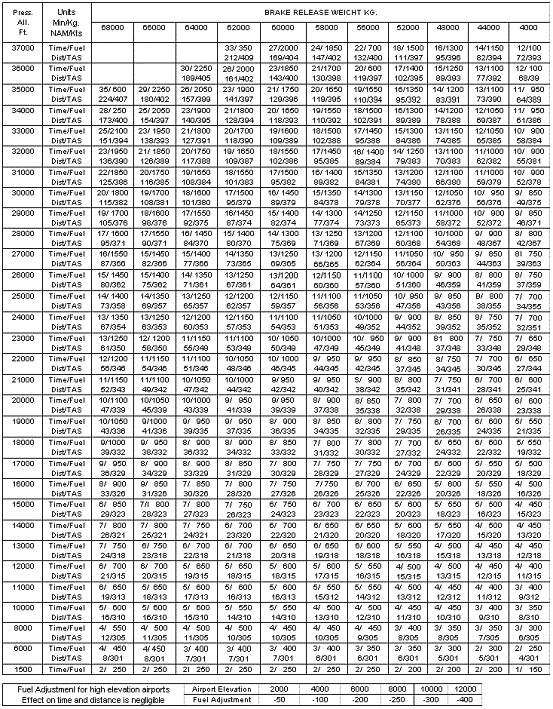 Press. All. Ft.
Units Min/Kg. NAM/Kts
BRAKE RELEASE WEIGHT KG.
68000 66000 64000 62000 60000 58000 56000 52000 48000 44000 4000
37000 Time/Fuel 33/ 350 27/2000 24/ 1850 22/ 700 18/ 1500 16/1300 14/1150 12/ 100
Dist/TAS 212/409 169/404 147/402 132/400 111/397 95/396 82/394 72/393
36000 Time/Fuel 30/ 2250 26/ 2000 23/1850 21/1700 20/ 600 17/1400 15/1250 13/1100 12/ 100
Dist/TAS 189/405 161/402 143/400 130/398 119/397 102/395 89/393 77/392 68/39
35000 Time/Fuel 35/ 600 29/ 2250 26/ 2050 23/ 1900 21/ 1750 20/ 1650 19/1550 16/ 1350 14/ 1200 13/1100 11/ 950
Dist/TAS 224/407 180/402 157/399 141/397 129/396 119/395 110/394 95/392 83/391 73/390 64/389
34000 Time/Fuel 28/ 250 25/ 2050 23/1900 21/1800 20/ 1650 19/1550 18/1500 16/1300 14/1200 12/1050 11/ 950
Dist/TAS 173/400 154/397 140/395 128/394 118/393 110/392 102/391 89/389 78/388 69/387 61/386
33000 Time/Fuel 25/2100 23/ 1950 21/1800 20/1700 19/1600 18/1500 17/1450 15/1300 13/1150 12/1050 10/ 900
Dist/TAS 151/394 138/393 127/391 118/390 109/389 102/388 95/388 84/386 74/385 65/385 58/384
32000 Time/Fuel 23/1950 21/ 1850 20/1750 19/ 1650 18/1550 17/1450 16/ 1400 14/1250 13/1100 11/1000 10/ 900
Dist/TAS 136/390 126/389 117/388 109/387 102/386 95/385 89/384 79/383 70/383 62/382 55/381
31000 Time/Fuel 22/1850 20/1750 19/1650 18/1550 17/1500 16/1400 15/1350 13/1200 12/1100 11/1000 10/ 900
Dist/TAS 125/386 116/385 108/384 101/383 95/382 89/382 84/381 74/380 66/380 59/379 52/378
30000 Time/Fuel 20/ 1800 19/1700 18/1600 17/1500 16/ 1450 15/1350 14/1300 13/1150 12/1050 10/ 950 9/ 850
Dist/TAS 115/382 108/381 101/380 95/379 89/379 84/378 79/378 70/377 62/376 56/376 49/375
29000 Time/Fuel 19/ 1700 18/1600 17/1550 16/1450 15/ 1400 14/1300 14/1250 12/1150 11/1000 10/ 900 9/ 850
Dist/TAS 105/378 98/376 92/375 87/374 82/374 77/374 73/373 65/373 58/372 52/372 46/371
28000 Time/Fuel 17/ 1600 17/1550 16/1450 15/ 1400 14/ 1300 13/1250 13/1200 12/1100 10/1000 9/ 900 8/ 800
Dist/TAS 95/371 90/371 84/370 80/370 75/369 71/369 67/369 60/368 54/368 48/367 42/367
27000 Time/Fuel 16/1550 15/1450 15/1400 14/1350 13/1250 13/ 1200 12/1150 11/1050 10/ 950 9/ 850 8/ 750
Dist/TAS 87/366 82/366 77/366 73/365 69/365 65/365 62/364 56/364 50/363 44/363 39/363
26000 Time/Fuel 15/ 1450 15/ 1400 14/ 1350 13/1250 13/1200 12/1150 11/1100 10/ 1000 9/ 900 8/ 800 8/ 750
Dist/TAS 80/362 75/362 71/361 67/361 64/361 60/360 57/360 51/360 46/359 41/359 36/359
25000 Time/Fuel 14/1400 14/ 1350 13/1250 12/1200 12/1150 11/1100 11/1050 10/ 950 9/ 850 8/ 800 7/ 700
Dist/TAS 73/358 69/357 65/357 62/357 59/357 56/356 53/356 47/356 43/356 38/355 34/355
24000 Time/Fuel 13/ 1350 13/1250 12/1200 12/ 1150 11/1100 11/1050 10/1000 9/ 900 8/ 850 8/ 750 7/ 700
Dist/TAS 67/354 63/353 60/353 57/353 54/353 51/353 49/352 44/352 39/352 35/352 32/351
23000 Time/Fuel 13/1250 12/ 1200 11/1150 11/1100 10/1050 10/1000 10/ 950 9/ 900 81 800 7/ 750 7/ 650
Dist/TAS 61/350 58/350 55/349 53/349 50/349 47/349 45/349 41/349 37/348 33/348 29/348
22000 Time/Fuel 12/1200 11/1150 11/1100 10/1050 10/ 1000 9/ 950 9/ 950 8/ 850 8/ 750 7/ 700 6/ 650
Dist/TAS 56/346 54/346 51/346 48/346 46/345 44/345 42/345 37/345 34/345 30/345 27/344
21000 Time/Fuel 11/1150 11/1100 10/1050 10/1000 9/ 950 9/ 950 9/ 900 8/ 800 7/ 750 7/ 700 6/ 600
Dist/TAS 52/343 49/342 47/342 44/342 42/342 40/342 38/342 35/342 31/341 28/341 25/341
20000 Time/Fuel 10/1100 10/1050 10/1000 9/ 950 9/ 950 8/ 900 8/ 850 7/ 800 7/ 700 6/ 650 6/ 600
Dist/TAS 47/339 45/339 43/339 41/339 39/338 37/338 35/338 32/338 29/338 26/338 23/338
19000 Time/Fuel 10/1050 9/1000 9/ 950 9/ 950 8/ 900 8/ 850 8/ 800 7/ 750 6/ 700 6/ 600 5/ 550
Dist/TAS 43/336 41/336 39/335 37/335 36/335 34/335 32/335 29/335 26/335 24/335 21/335
18000 Time/Fuel 9/1000 9/ 950 8/ 900 8/ 900 8/ 850 7/ 800 7/ 800 7/ 700 6/ 650 6/ 600 5/ 550
Dist/TAS 39/332 38/332 36/332 34/332 33/332 31/332 30/332 27/332 24/332 22/332 19/332
17000 Time/Fuel 9/ 950 9/ 900 8/ 850 8/ 850 7/ 800 7/ 750 7/ 750 6/ 700 6/ 650 5/ 550 5/ 500
Dist/TAS 36/329 34/329 33/329 31/329 30/329 28/329 27/329 24/329 22/329 20/329 18/329
16000 Time/Fuel 8/ 900 8/ 850 7/ 850 7/ 800 7/ 750 7/750 6/ 700 6/ 650 5/ 600 5/ 550 5/ 500
Dist/TAS 33/326 31/326 30/326 28/326 27/326 26/326 25/326 22/326 20/326 18/326 16/326
15000 Time/Fuel 8/ 850 7/1 800 7/ 800 7/ 750 6/ 750 6/ 700 6/ 700 6/ 600 5/ 550 5/ 500 4/ 450
Dist/TAS 29/323 28/323 27/323 26/323 24/323 23/323 22/323 20/323 18/323 16/323 15/323
14000 Time/Fuel 7/ 800 7/ 800 7/ 750 6/ 700 6/ 700 6/ 650 6/ 650 5/ 600 5/ 550 4/ 500 4/ 450
Dist/TAS 26/321 25/321 24/321 23/320 22/320 21/320 20/320 18/320 17/320 15/320 13/320
13000 Time/Fuel 7/ 750 7/ 750 6/ 700 6/ 700 6/ 650 6/ 600 5/ 600 5/ 550 5/ 500 4/ 450 4/ 400
Dist/TAS 24/318 23/318 22/318 21/318 20/318 19/318 18/318 16/318 15/318 13/318 12/318
12000 Time/Fuel 6/ 700 6/ 700 6/ 650 6/ 650 6/ 600 5/ 600 5/ 550 4/ 500 4/ 500 4/ 450 4/ 400
Dist/TAS 21/315 20/315 19/315 18/315 18/315 17/315 16/315 15/315 13/315 12/315 11/315
11000 Time/Fuel 6/ 650 6/ 650 6/ 600 5/ 600 5/ 550 5/ 550 5/ 500 4/ 500 4/ 450 4/ 400 3/ 400
Dist/TAS 19/313 18/313 17/313 16/313 16/313 15/312 14/312 13/312 12/312 11/312 9/312
10000 Time/Fuel 5/ 600 5/ 600 5/ 550 5/ 550 5/ 500 5/ 500 4/ 500 4/ 450 4/ 400 4/ 350 3/ 350
Dist/TAS 16/310 16/310 15/310 14/310 14/310 13/310 12/310 11/310 10/310 9/310 8/310
8000 Time/Fuel 4/ 550 4/ 500 4/ 500 4/ 450 4/ 450 4/ 400 4/ 400 3/ 350 3/ 350 3/ 300 3/ 300
Dist/TAS 12/305 11/305 11/305 10/305 10/305 9/305 9/305 8/305 8/305 7/305 6/305
6000 Time/Fuel 4/ 450 4/ 450 3/ 400 3/ 400 3/ 400 3/ 350 3/ 350 3/ 300 3/ 300 2/ 250 2/ 250
Dist/TAS 8/301 8/301 7/301 7/301 7/301 6/301 6/301 6/301 5/301 5/301 4/301
1500 Time/Fuel 2/ 250 2/ 250 2/ 250 2/ 250 2/ 250 2/ 250 2/ 200 2/ 200 2/ 200 2/ 200 1/ 150
Fuel Adjustment for high elevation airports
Effect on time and distance is negligible
Airport Elevation 2000 4000 6000 8000 10000 12000
Fuel Adjustment -50 -100 -200 -250 -300 -400